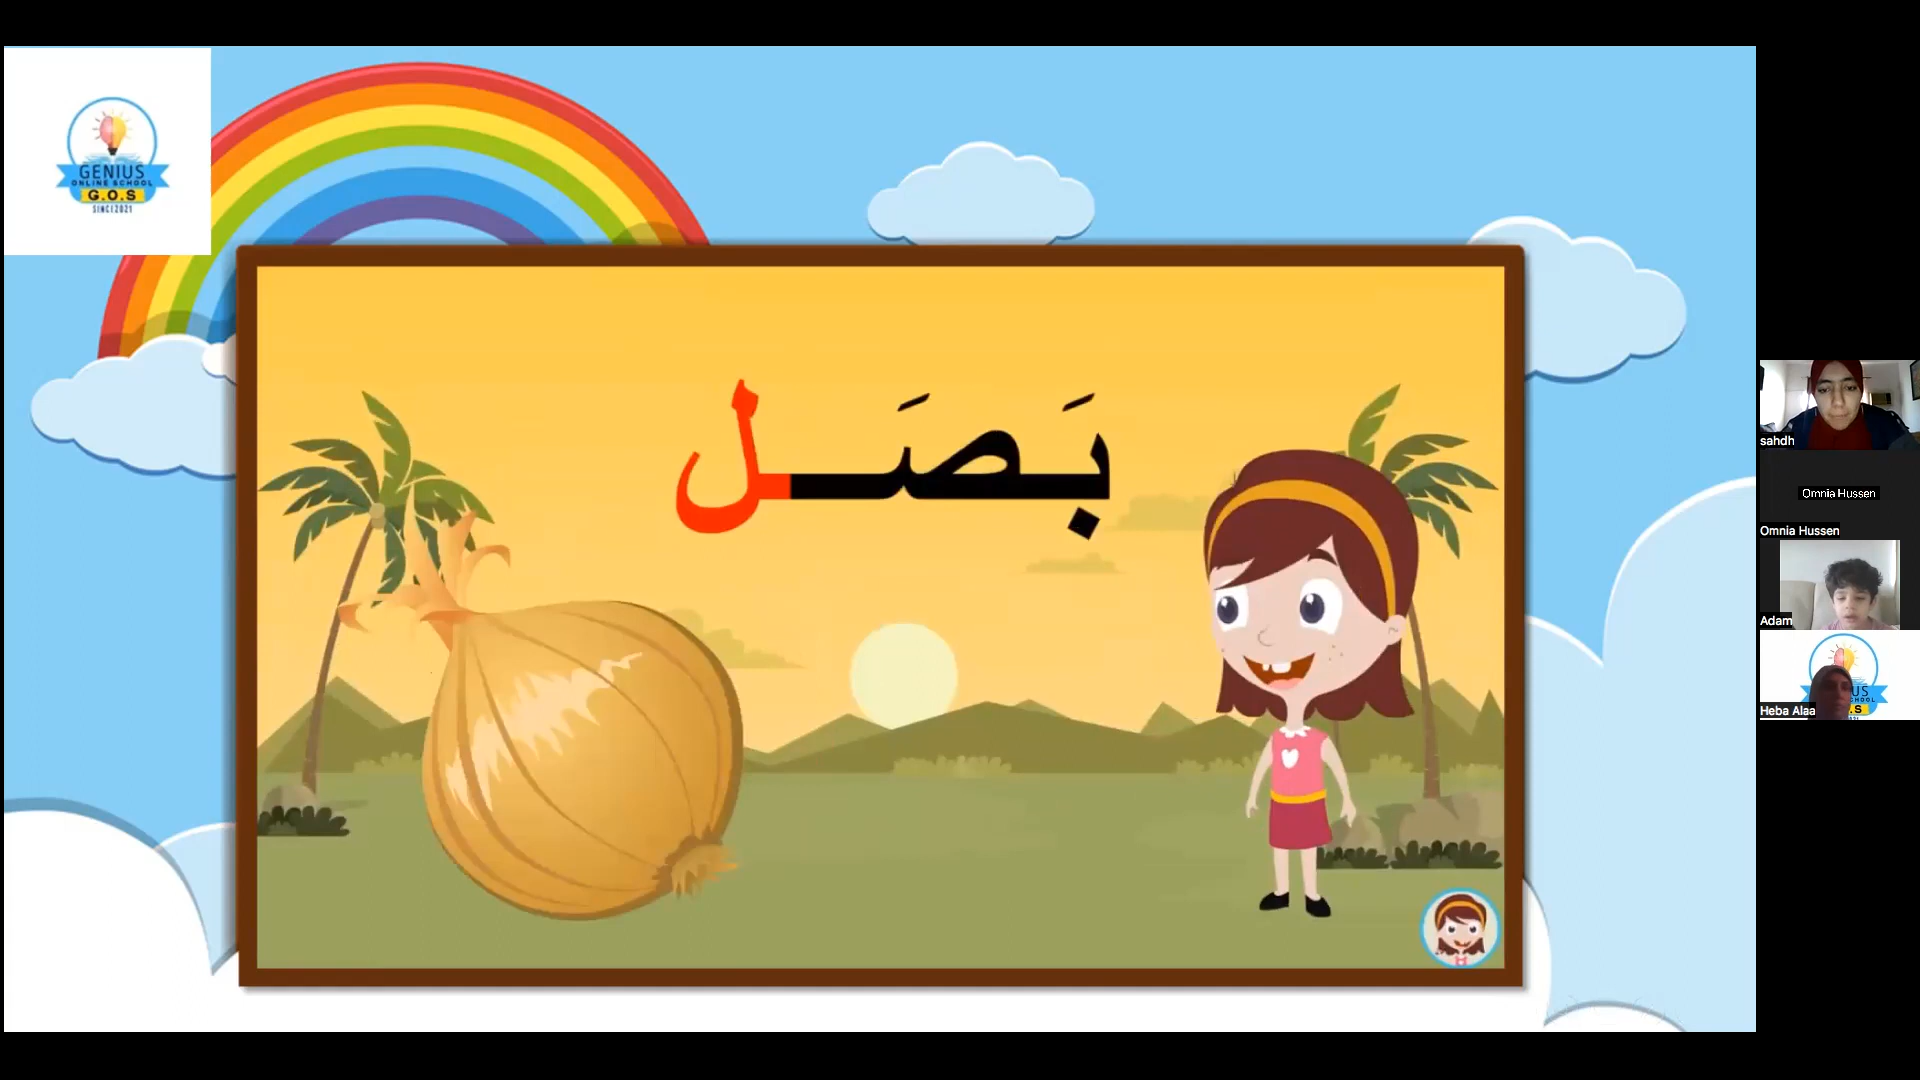 GENIUS
ONLINE SCHOOL
G.O.S
SINCE 2021
بَصَل
sahdh
Omnia Hussen
Omnia Hussen
Adam
Heba Alaa